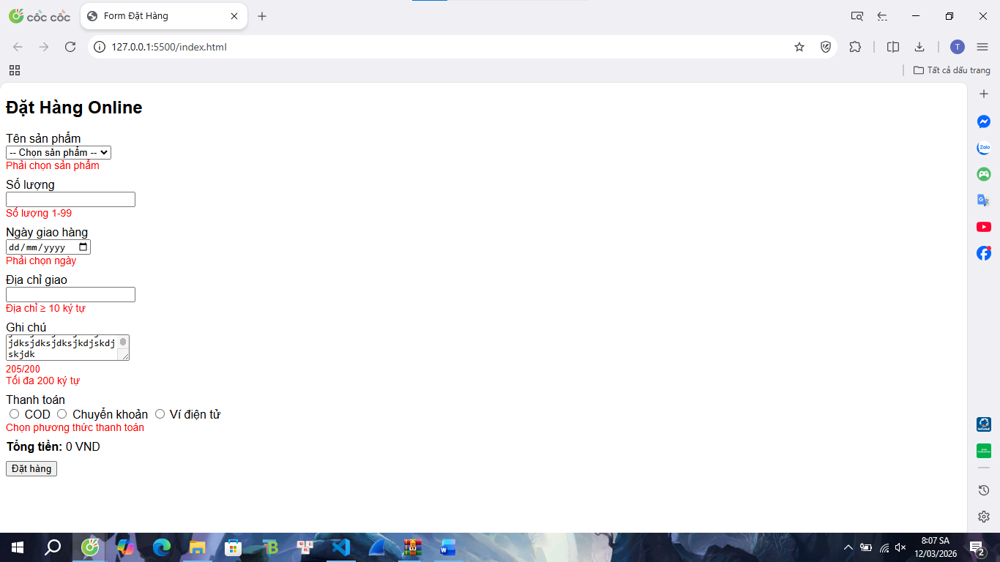 cốc cốc
Form Đặt Hàng
127.0.0.1:5500/index.html
T
Tất cả dấu trang
Đặt Hàng Online
Tên sản phẩm
-- Chọn sản phẩm --
Phải chọn sản phẩm
Số lượng
Số lượng 1-99
Ngày giao hàng
dd/mm/yyyy
Phải chọn ngày
Địa chỉ giao
Địa chỉ ≥ 10 ký tự
Ghi chú
jdksjdksjdksjkdjskdj
skjdk
205/200
Tối đa 200 ký tự
Thanh toán
COD Chuyển khoản Ví điện tử
Chọn phương thức thanh toán
Tổng tiền: 0 VND
Đặt hàng
Zalo
8:07 SA
12/03/2026
2